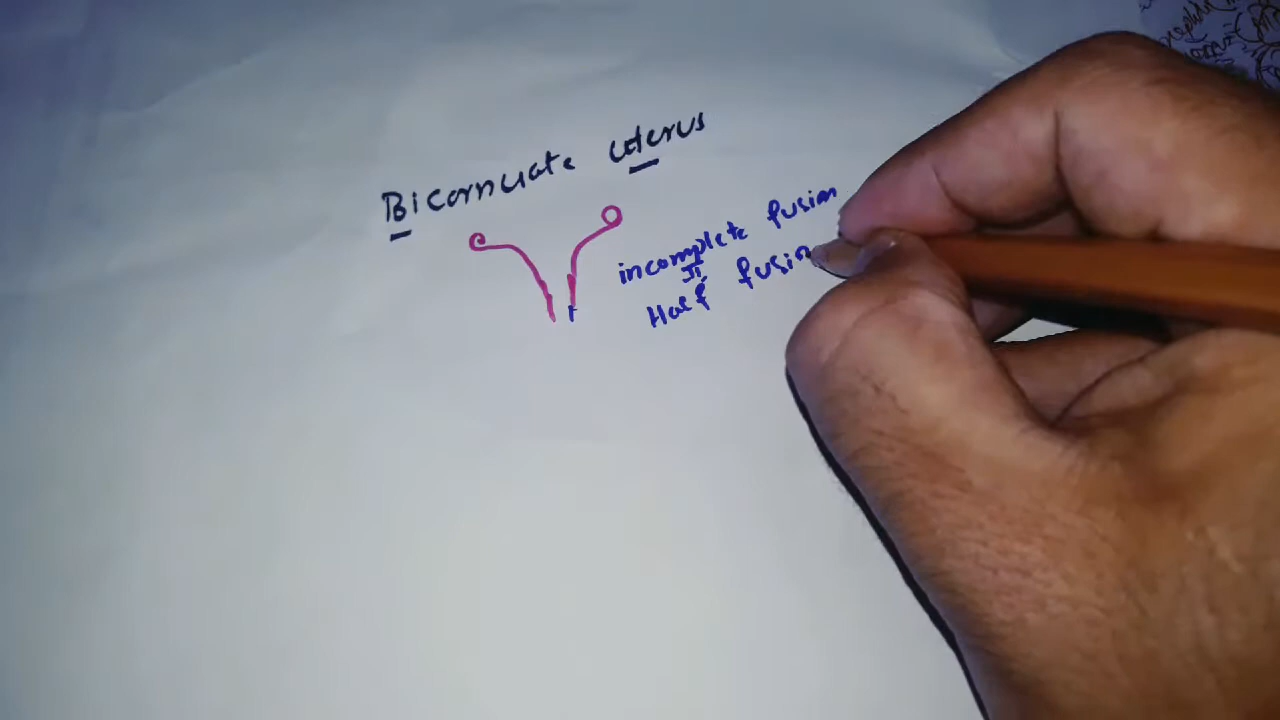 Bicornuate uterus
incomplete fusion
Half fusion